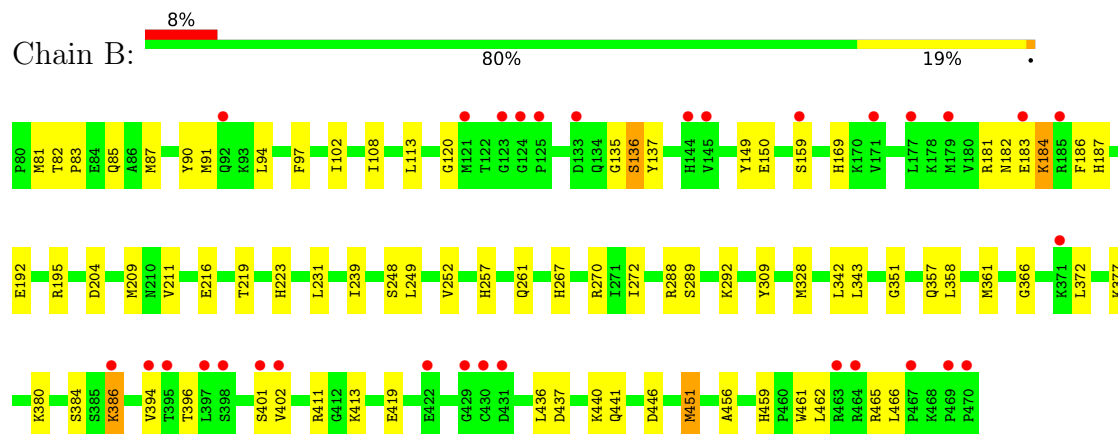 8%
Chain B:
80% 19% •
P80 M81 T82 P83 E84 Q85 A86 M87 Y90 M91 Q92 K93 L94 F97 I102 I108 L113 G120 M121 T122 G123 G124 P125 D133 Q134 G135 S136 Y137 H144 V145 Y149 E150 S159 H169 K170 V171 L177 K178 M179 V180 R181 N182 E183 K184 R185 F186 H187
E192 R195 D204 M209 N210 V211 E216 T219 H223 L231 I239 S248 L249 V252 H257 Q261 H267 R270 I271 I272 R288 S289 K292 Y309 M328 L342 L343 G351 Q357 L358 M361 G366 K371 L372 K377
K380 S384 S385 K386 V394 T395 T396 L397 S398 S401 V402 R411 G412 K413 E419 E422 G429 C430 D431 L436 D437 K440 Q441 D446 M451 A456 H459 P460 W461 L462 R463 R464 R465 L466 P467 K468 P469 P470